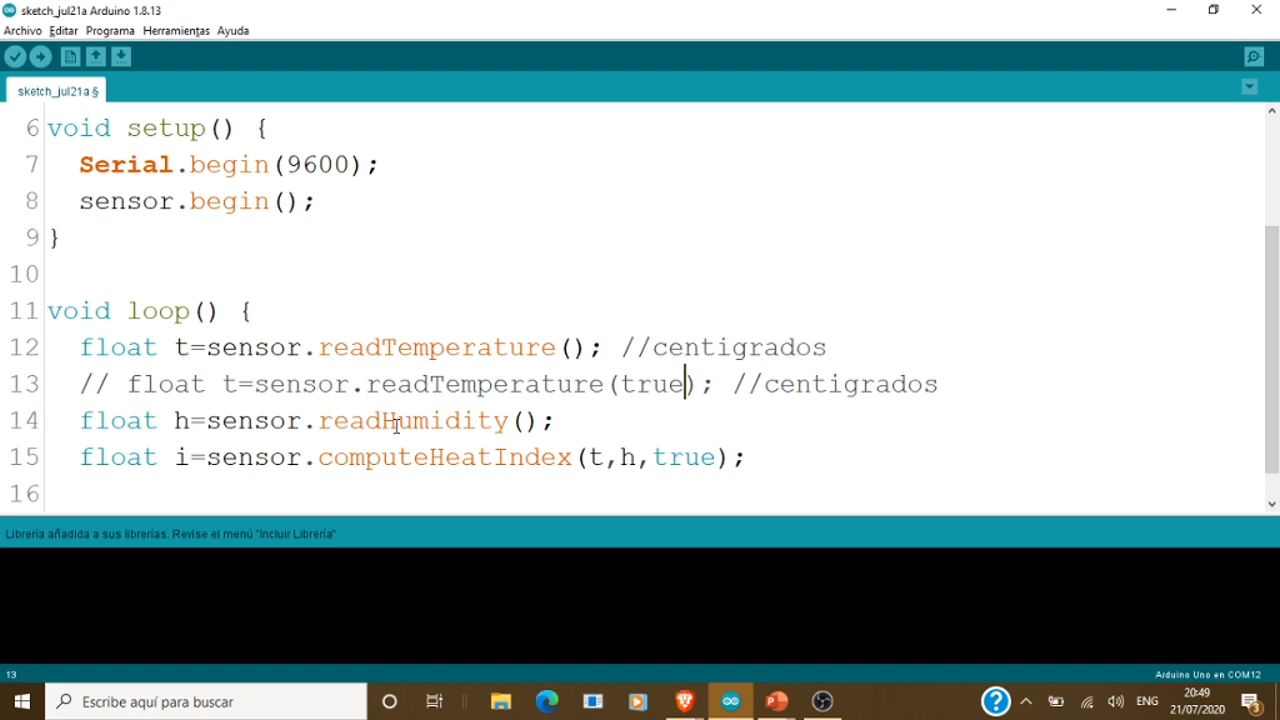 sketch_jul21a Arduino 1.8.13
Archivo Editar Programa Herramientas Ayuda
sketch_jul21a §
6 void setup() {
7 Serial.begin(9600);
8 sensor.begin();
9 }
10
11 void loop() {
12 float t=sensor.readTemperature(); //centigrados
13 // float t=sensor.readTemperature(true); //centigrados
14 float h=sensor.readHumidity();
15 float i=sensor.computeHeatIndex(t,h,true);
16
Librería añadida a sus librerías. Revise el menú "Incluir Librería"
13 Arduino Uno en COM12
Escribe aquí para buscar
ENG
20:49
21/07/2020
3